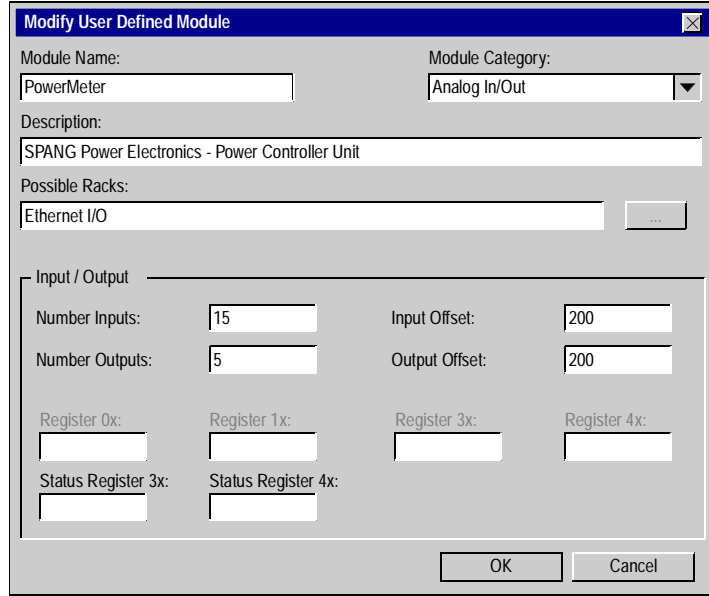 Modify User Defined Module
Module Name: Module Category:
PowerMeter Analog In/Out
Description:
SPANG Power Electronics - Power Controller Unit
Possible Racks:
Ethernet I/O ...
Input / Output
Number Inputs: 15 Input Offset: 200
Number Outputs: 5 Output Offset: 200
Register 0x: Register 1x: Register 3x: Register 4x:
Status Register 3x: Status Register 4x:
OK Cancel